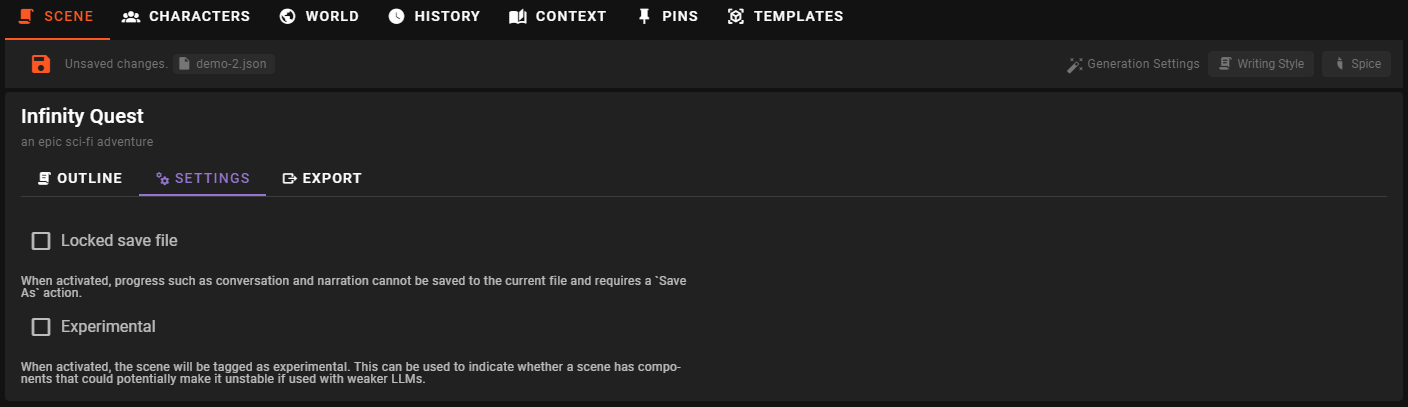 SCENE CHARACTERS WORLD HISTORY CONTEXT PINS TEMPLATES
Unsaved changes. demo-2.json Generation Settings Writing Style Spice
Infinity Quest
an epic sci-fi adventure
OUTLINE SETTINGS EXPORT
Locked save file
When activated, progress such as conversation and narration cannot be saved to the current file and requires a `Save
As` action.
Experimental
When activated, the scene will be tagged as experimental. This can be used to indicate whether a scene has compo-
nents that could potentially make it unstable if used with weaker LLMs.